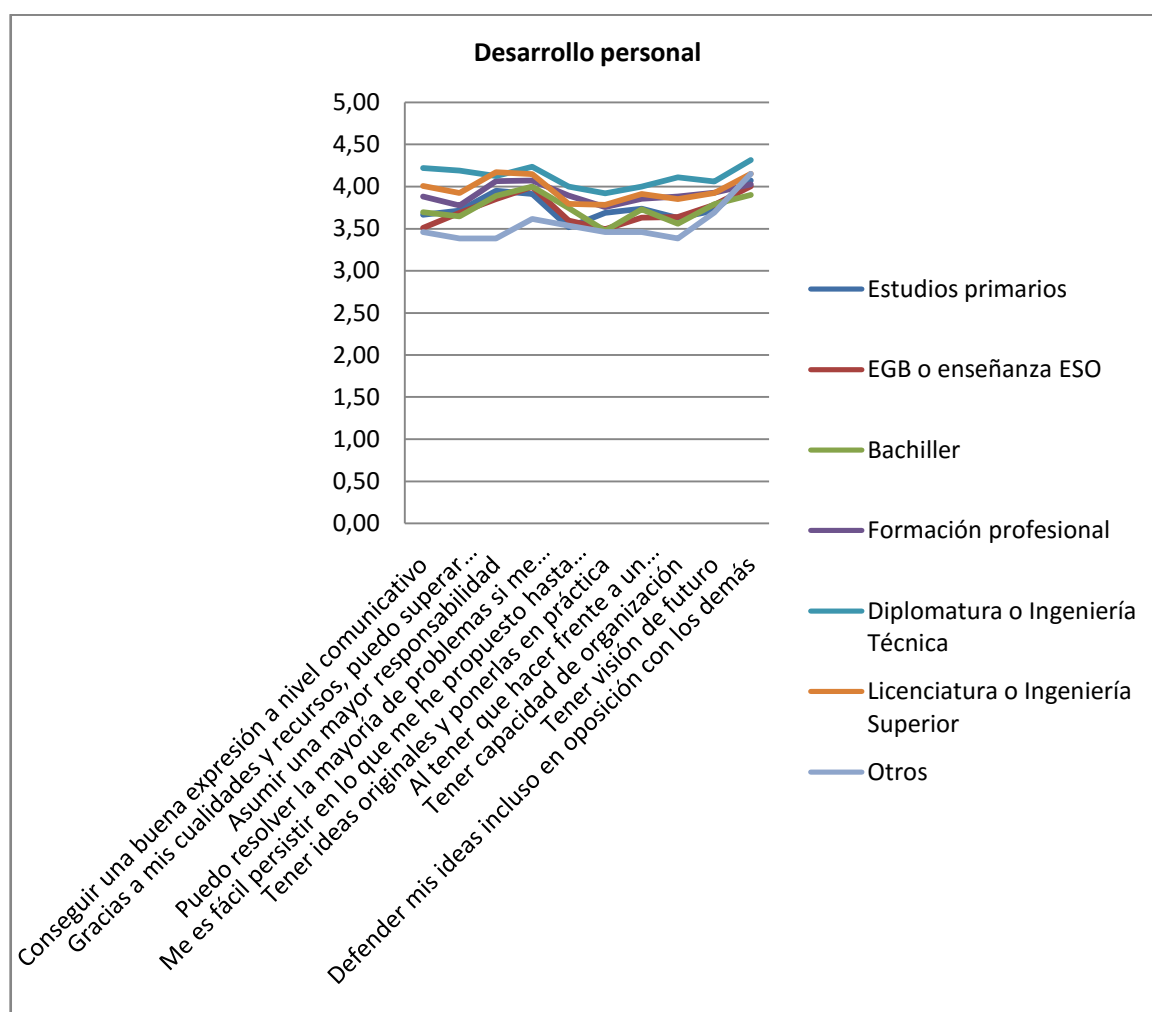 Desarrollo personal
5,00
4,50
4,00
3,50
3,00
2,50
2,00
1,50
1,00
0,50
0,00
Conseguir una buena expresión a nivel comunicativo
Gracias a mis cualidades y recursos, puedo superar...
Asumir una mayor responsabilidad
Puedo resolver la mayoría de problemas si me...
Me es fácil persistir en lo que me he propuesto hasta...
Tener ideas originales y ponerlas en práctica
Al tener que hacer frente a un...
Tener capacidad de organización
Tener visión de futuro
Defender mis ideas incluso en oposición con los demás
Estudios primarios
EGB o enseñanza ESO
Bachiller
Formación profesional
Diplomatura o Ingeniería
Técnica
Licenciatura o Ingeniería
Superior
Otros